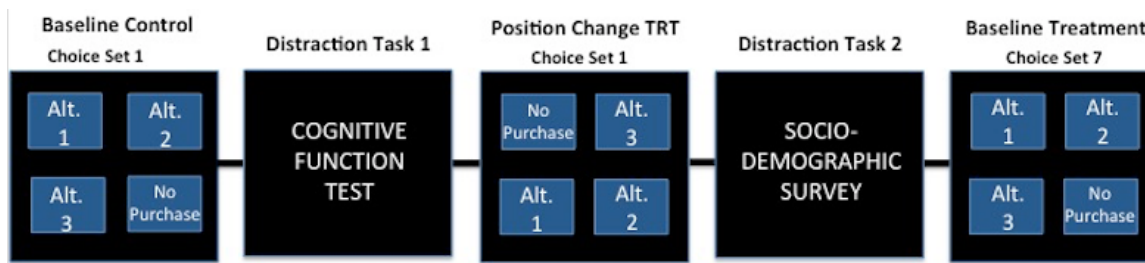 Baseline Control
Choice Set 1
Alt.
1
Alt.
2
Alt.
3
No
Purchase
Distraction Task 1
COGNITIVE
FUNCTION
TEST
Position Change TRT
Choice Set 1
No
Purchase
Alt.
3
Alt.
1
Alt.
2
Distraction Task 2
SOCIO-
DEMOGRAPHIC
SURVEY
Baseline Treatment
Choice Set 7
Alt.
1
Alt.
2
Alt.
3
No
Purchase